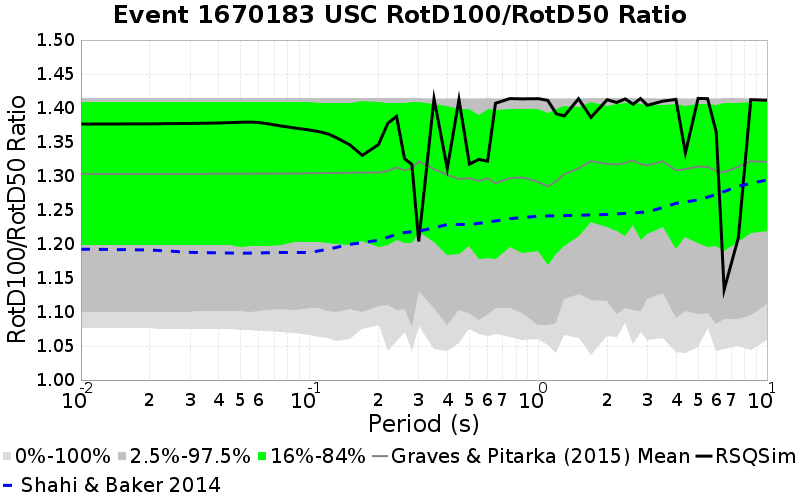 Event 1670183 USC RotD100/RotD50 Ratio
RotD100/RotD50 Ratio
1.50
1.45
1.40
1.35
1.30
1.25
1.20
1.15
1.10
1.05
1.00
10-2 2 3 4 5 6 10-1 2 3 4 5 6 7 100 2 3 4 5 6 7 101
Period (s)
0%-100% 2.5%-97.5% 16%-84% Graves & Pitarka (2015) Mean RSQSim
Shahi & Baker 2014